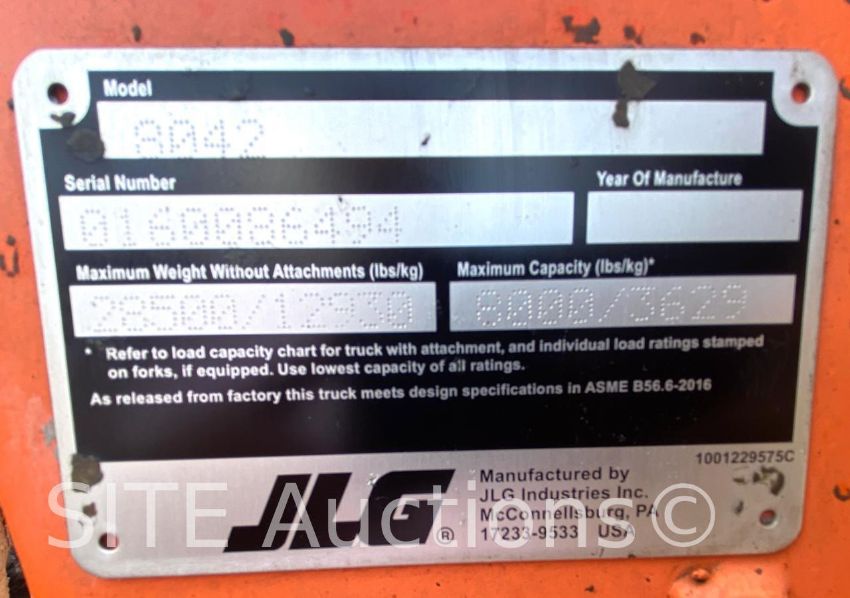 Model
8042
Serial Number
Year Of Manufacture
0160086494
Maximum Weight Without Attachments (lbs/kg)
Maximum Capacity (lbs/kg)*
28500/12930
8000/3629
* Refer to load capacity chart for truck with attachment, and individual load ratings stamped
on forks, if equipped. Use lowest capacity of all ratings.
As released from factory this truck meets design specifications in ASME B56.6-2016
1001229575C
JLG®
Manufactured by
JLG Industries Inc.
McConnellsburg, PA
17233-9533 USA
SITE Auctions ©